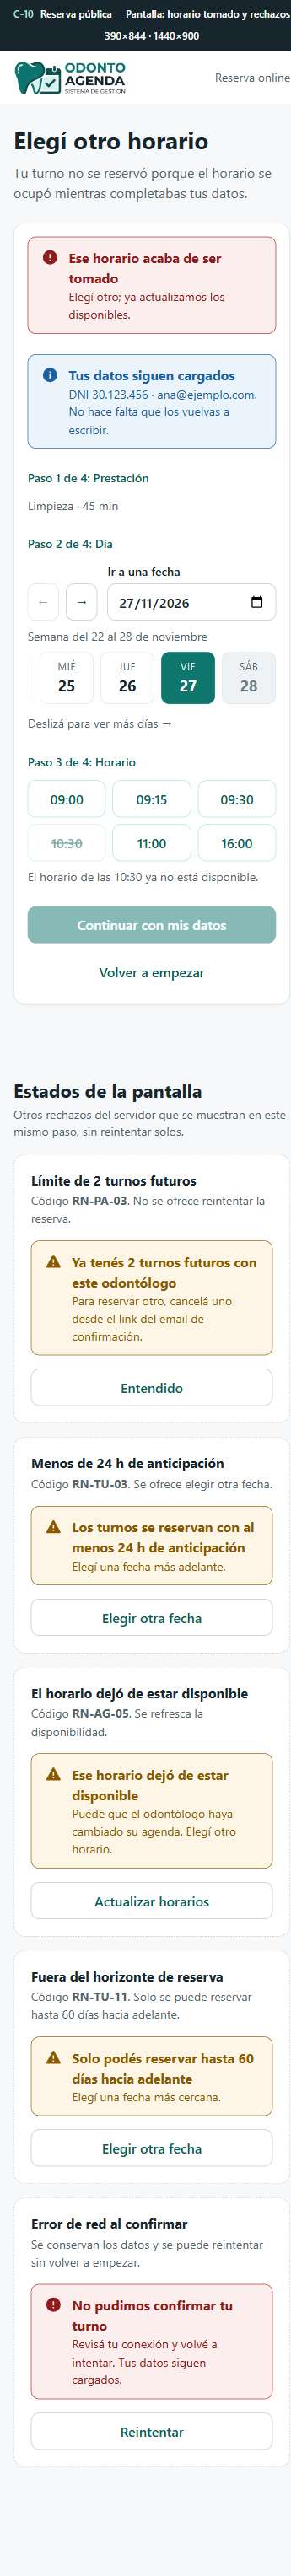 C-10 Reserva pública Pantalla: horario tomado y rechazos
390×844 · 1440×900
ODONTO
AGENDA
SISTEMA DE GESTIÓN
Reserva online
Elegí otro horario
Tu turno no se reservó porque el horario se
ocupó mientras completabas tus datos.
Ese horario acaba de ser
tomado
Elegí otro; ya actualizamos los
disponibles.
Tus datos siguen cargados
DNI 30.123.456 · ana@ejemplo.com.
No hace falta que los vuelvas a
escribir.
Paso 1 de 4: Prestación
Limpieza · 45 min
Paso 2 de 4: Día
Ir a una fecha
← → 27/11/2026
Semana del 22 al 28 de noviembre
MIÉ JUE VIE SÁB
25 26 27 28
Deslizá para ver más días →
Paso 3 de 4: Horario
09:00 09:15 09:30
10:30 11:00 16:00
El horario de las 10:30 ya no está disponible.
Continuar con mis datos
Volver a empezar
Estados de la pantalla
Otros rechazos del servidor que se muestran en este
mismo paso, sin reintentar solos.
Límite de 2 turnos futuros
Código RN-PA-03. No se ofrece reintentar la
reserva.
Ya tenés 2 turnos futuros con
este odontólogo
Para reservar otro, cancelá uno
desde el link del email de
confirmación.
Entendido
Menos de 24 h de anticipación
Código RN-TU-03. Se ofrece elegir otra fecha.
Los turnos se reservan con al
menos 24 h de anticipación
Elegí una fecha más adelante.
Elegir otra fecha
El horario dejó de estar disponible
Código RN-AG-05. Se refresca la
disponibilidad.
Ese horario dejó de estar
disponible
Puede que el odontólogo haya
cambiado su agenda. Elegí otro
horario.
Actualizar horarios
Fuera del horizonte de reserva
Código RN-TU-11. Solo se puede reservar
hasta 60 días hacia adelante.
Solo podés reservar hasta 60
días hacia adelante
Elegí una fecha más cercana.
Elegir otra fecha
Error de red al confirmar
Se conservan los datos y se puede reintentar
sin volver a empezar.
No pudimos confirmar tu
turno
Revisá tu conexión y volvé a
intentar. Tus datos siguen
cargados.
Reintentar